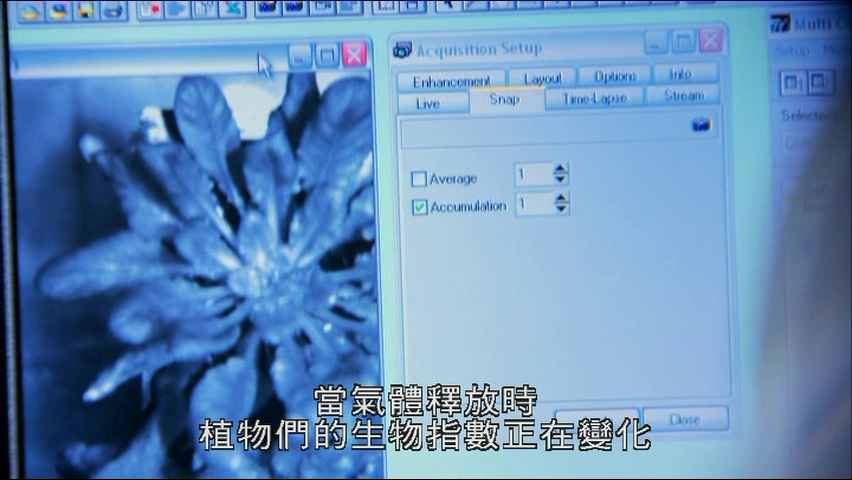 Acquisition Setup
Multi
Setup
Enhancement Layout Options Info
Live Snap Time-Lapse Stream
Average 1
Accumulation 1
Close
當氣體釋放時
植物們的生物指數正在變化